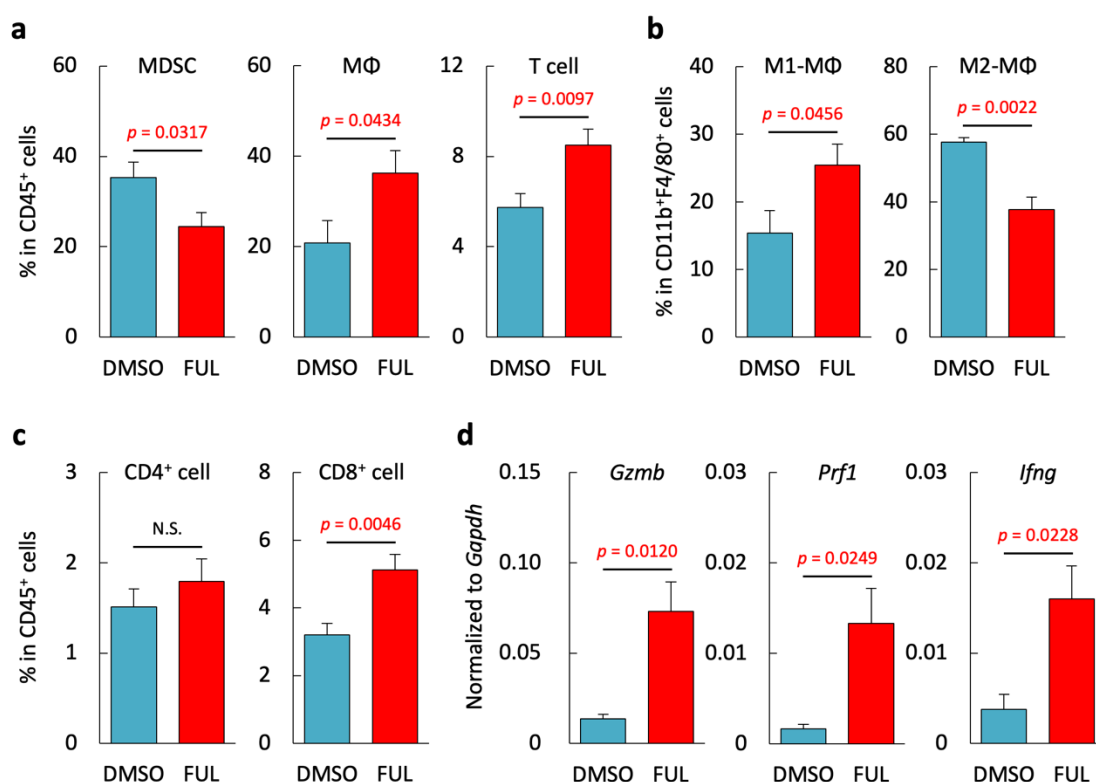 a
MDSC
MΦ
T cell
% in CD45⁺ cells
60
40
20
0
p = 0.0317
DMSO FUL
60
40
20
0
p = 0.0434
DMSO FUL
12
8
4
0
p = 0.0097
DMSO FUL
b
M1-MΦ
M2-MΦ
% in CD11b⁺F4/80⁺ cells
40
30
20
10
0
p = 0.0456
DMSO FUL
80
60
40
20
0
p = 0.0022
DMSO FUL
c
CD4⁺ cell
CD8⁺ cell
% in CD45⁺ cells
3
2
1
0
N.S.
DMSO FUL
8
6
4
2
0
p = 0.0046
DMSO FUL
d
Gzmb
Prf1
Ifng
Normalized to Gapdh
0.15
0.10
0.05
0
p = 0.0120
DMSO FUL
0.03
0.02
0.01
0
p = 0.0249
DMSO FUL
0.03
0.02
0.01
0
p = 0.0228
DMSO FUL